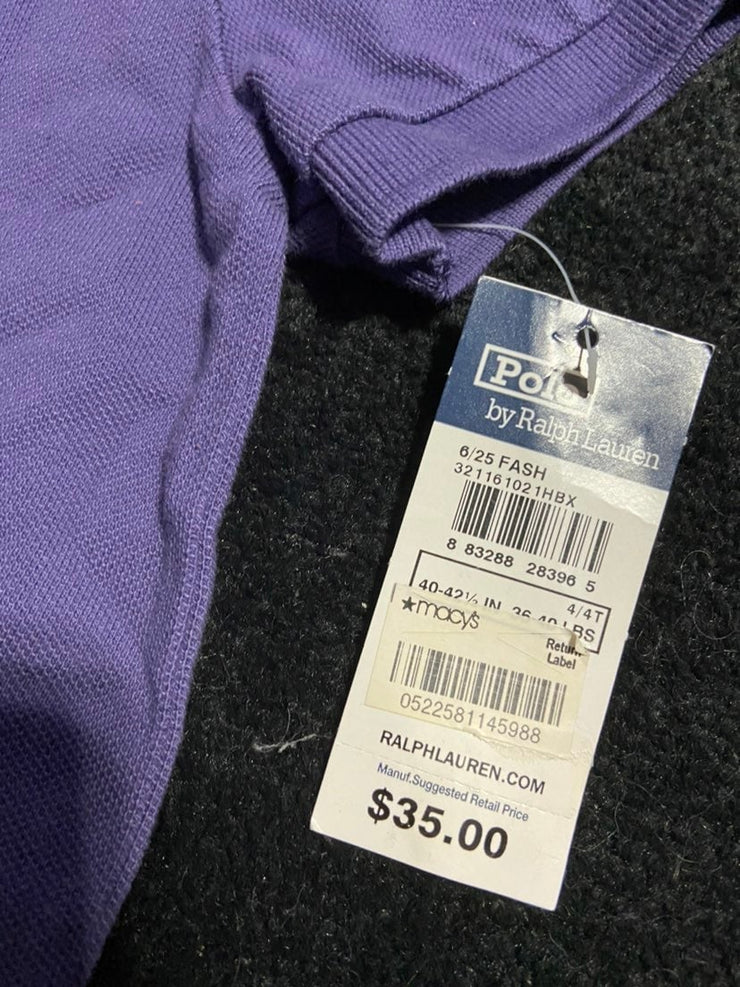 Polo
by Ralph Lauren
6/25 FASH
321161021HBX
8 83288 28396 5
4/4T
40-42½ IN 36-40 LBS
★macy's
Return
Label
0522581145988
RALPHLAUREN.COM
Manuf.Suggested Retail Price
$35.00